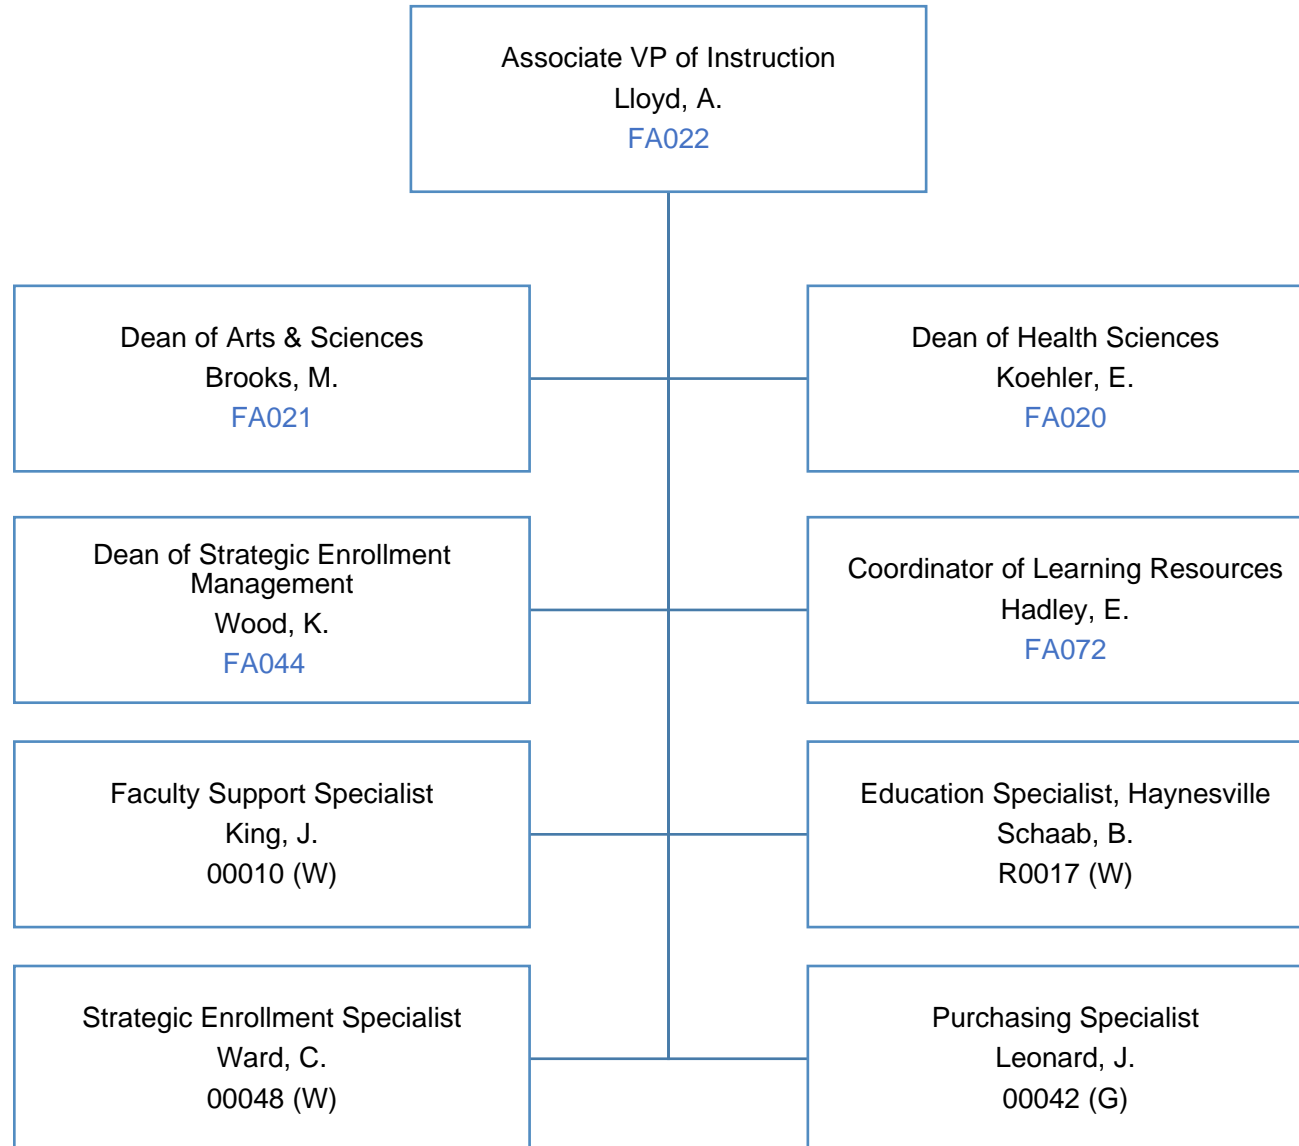 Associate VP of Instruction
Lloyd, A.
FA022
Dean of Arts & Sciences
Brooks, M.
FA021
Dean of Health Sciences
Koehler, E.
FA020
Dean of Strategic Enrollment
Management
Wood, K.
FA044
Coordinator of Learning Resources
Hadley, E.
FA072
Faculty Support Specialist
King, J.
00010 (W)
Education Specialist, Haynesville
Schaab, B.
R0017 (W)
Strategic Enrollment Specialist
Ward, C.
00048 (W)
Purchasing Specialist
Leonard, J.
00042 (G)